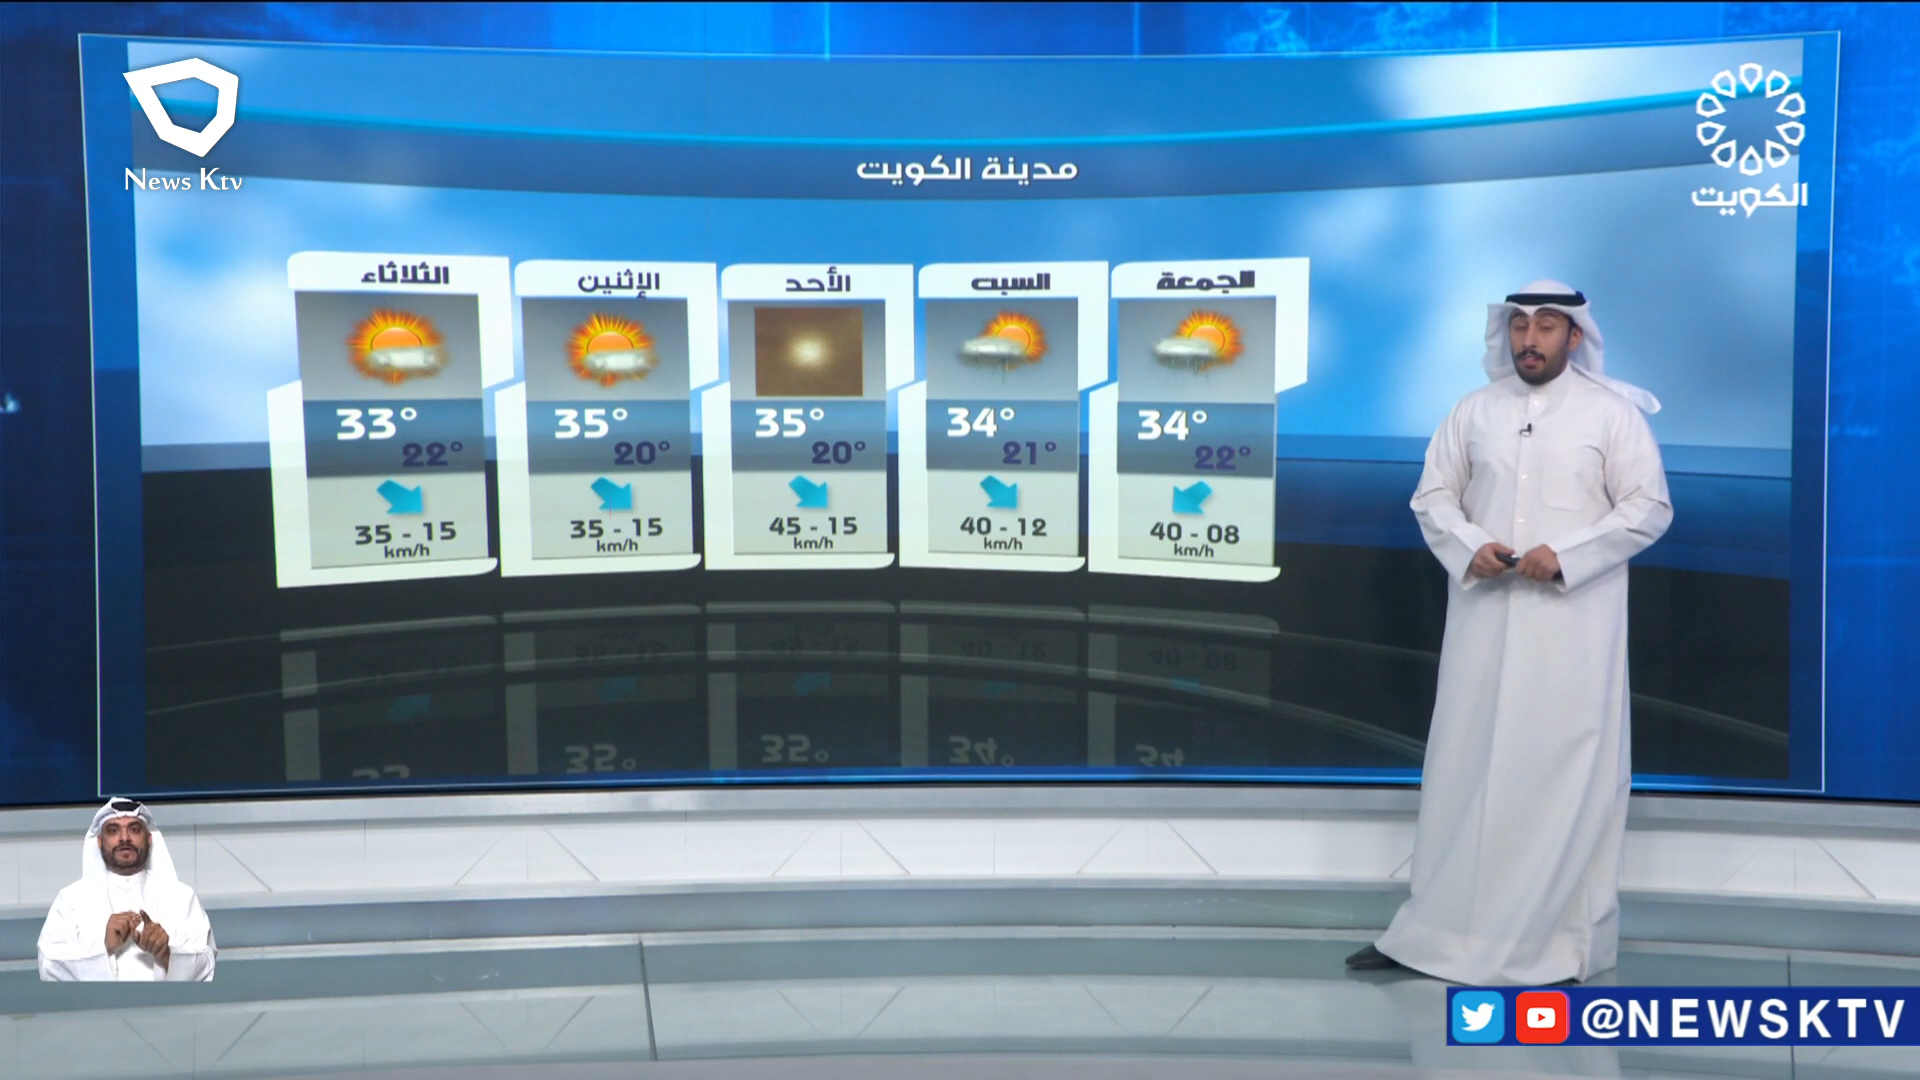 News Ktv
الكويت
مدينة الكويت
الجمعة
34°
22°
40 - 08
km/h
السبت
34°
21°
40 - 12
km/h
الأحد
35°
20°
45 - 15
km/h
الإثنين
35°
20°
35 - 15
km/h
الثلاثاء
33°
22°
35 - 15
km/h
@NEWSKTV